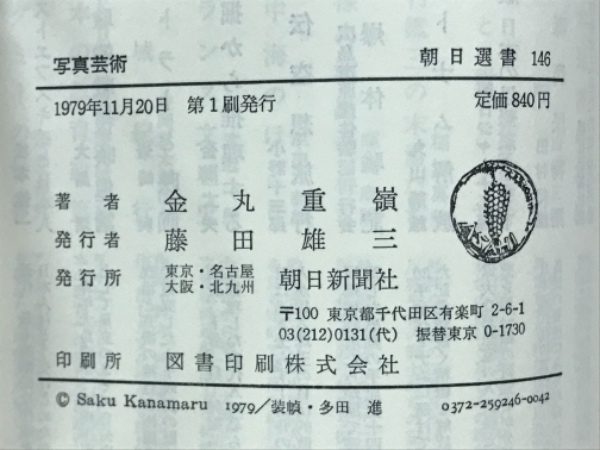 写真芸術 朝日選書 146
1979年11月20日 第1刷発行 定価840円
著者 金丸重嶺
発行者 藤田雄三
発行所 東京・名古屋 大阪・北九州 朝日新聞社
〒100 東京都千代田区有楽町 2-6-1
03(212)0131(代) 振替東京 0-1730
印刷所 図書印刷株式会社
© Saku Kanamaru 1979/装幀・多田 進 0372-259246-0042